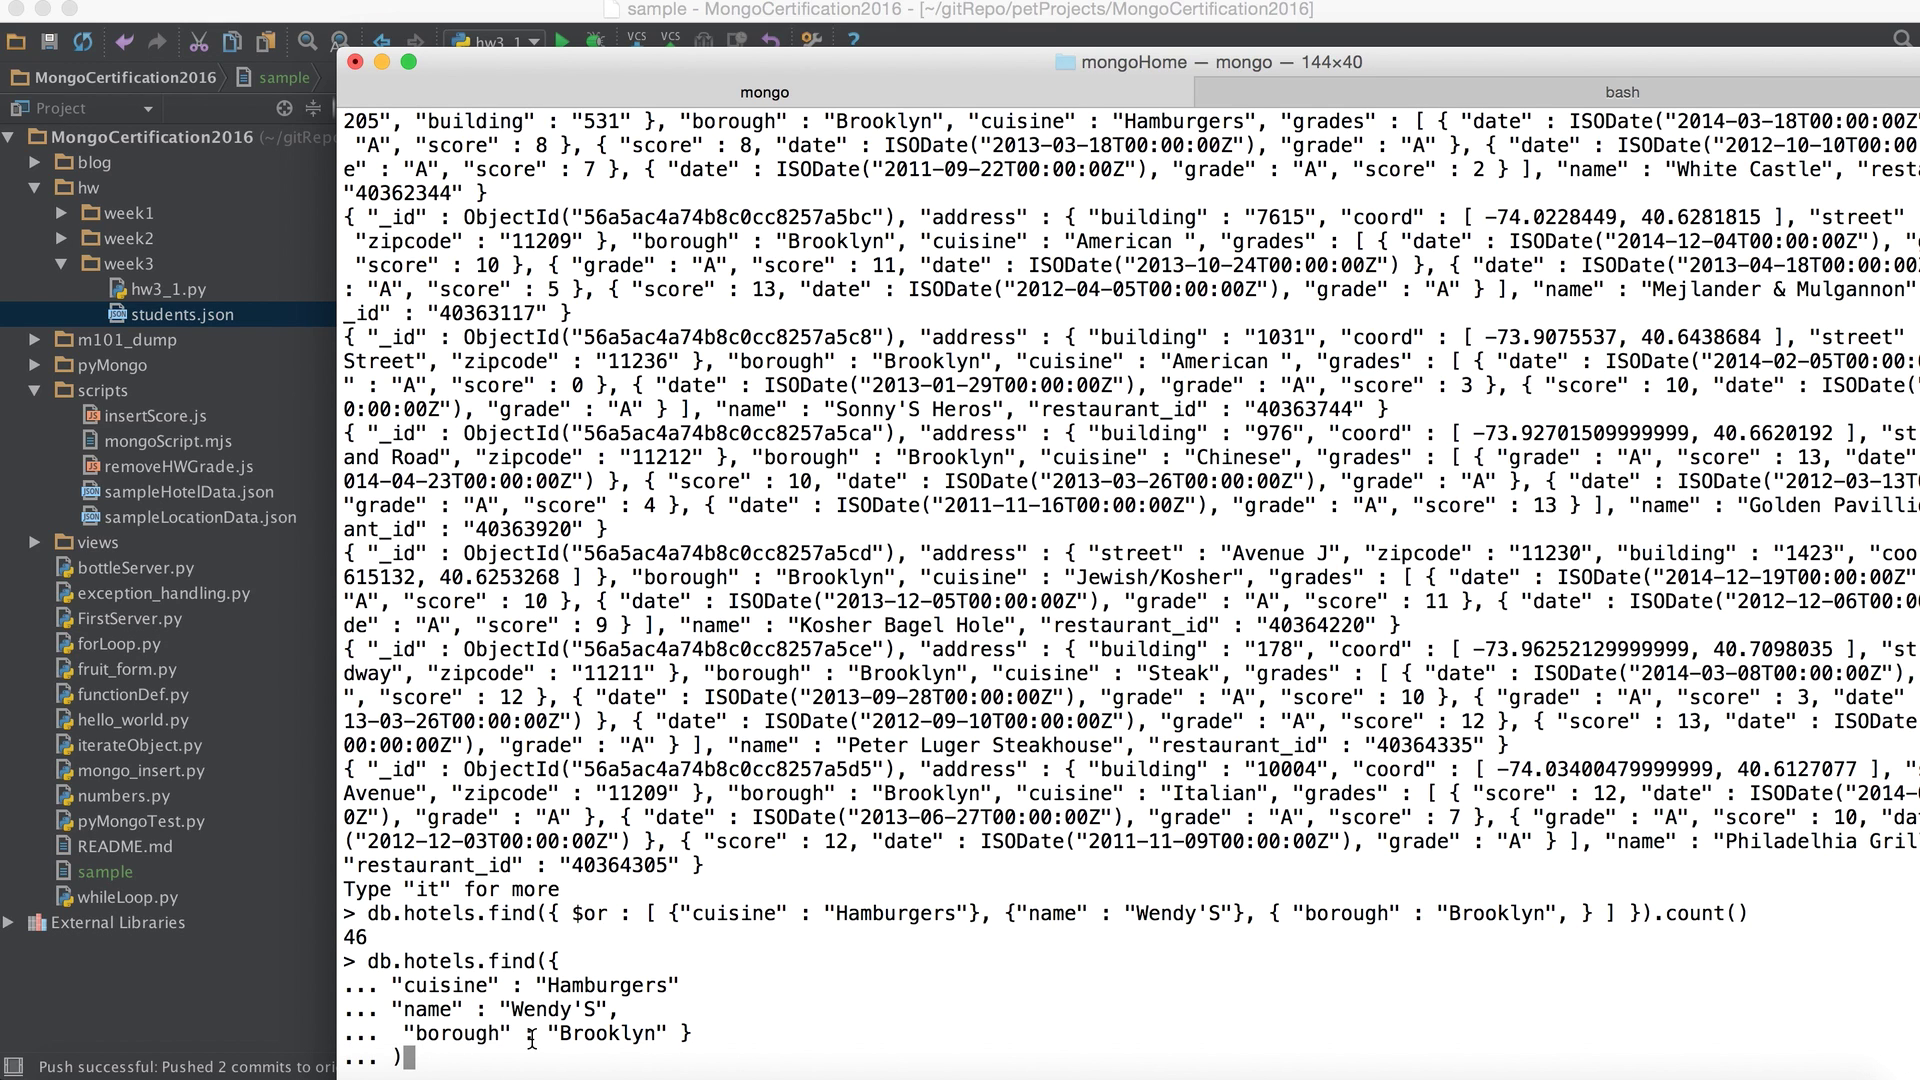 sample - MongoCertification2016 - [~/gitRepo/petProjects/MongoCertification2016]
hw3_1
VCS VCS
?
MongoCertification2016
sample
Project
MongoCertification2016 (~/gitRepo
blog
hw
week1
week2
week3
hw3_1.py
students.json
m101_dump
pyMongo
scripts
insertScore.js
mongoScript.mjs
removeHWGrade.js
sampleHotelData.json
sampleLocationData.json
views
bottleServer.py
exception_handling.py
FirstServer.py
forLoop.py
fruit_form.py
functionDef.py
hello_world.py
iterateObject.py
mongo_insert.py
numbers.py
pyMongoTest.py
README.md
sample
whileLoop.py
External Libraries
Push successful: Pushed 2 commits to ori
mongoHome — mongo — 144×40
mongo
bash
205", "building" : "531" }, "borough" : "Brooklyn", "cuisine" : "Hamburgers", "grades" : [ { "date" : ISODate("2014-03-18T00:00:00Z"
"A", "score" : 8 }, { "score" : 8, "date" : ISODate("2013-03-18T00:00:00Z"), "grade" : "A" }, { "date" : ISODate("2012-10-10T00:00
e" : "A", "score" : 7 }, { "date" : ISODate("2011-09-22T00:00:00Z"), "grade" : "A", "score" : 2 } ], "name" : "White Castle", "rest
"40362344" }
{ "_id" : ObjectId("56a5ac4a74b8c0cc8257a5bc"), "address" : { "building" : "7615", "coord" : [ -74.0228449, 40.6281815 ], "street"
"zipcode" : "11209" }, "borough" : "Brooklyn", "cuisine" : "American ", "grades" : [ { "date" : ISODate("2014-12-04T00:00:00Z"), "
"score" : 10 }, { "grade" : "A", "score" : 11, "date" : ISODate("2013-10-24T00:00:00Z") }, { "date" : ISODate("2013-04-18T00:00:00
: "A", "score" : 5 }, { "score" : 13, "date" : ISODate("2012-04-05T00:00:00Z"), "grade" : "A" } ], "name" : "Mejlander & Mulgannon"
_id" : "40363117" }
{ "_id" : ObjectId("56a5ac4a74b8c0cc8257a5c8"), "address" : { "building" : "1031", "coord" : [ -73.9075537, 40.6438684 ], "street"
Street", "zipcode" : "11236" }, "borough" : "Brooklyn", "cuisine" : "American ", "grades" : [ { "date" : ISODate("2014-02-05T00:00:
" : "A", "score" : 0 }, { "date" : ISODate("2013-01-29T00:00:00Z"), "grade" : "A", "score" : 3 }, { "score" : 10, "date" : ISODate("
0:00:00Z"), "grade" : "A" } ], "name" : "Sonny'S Heros", "restaurant_id" : "40363744" }
{ "_id" : ObjectId("56a5ac4a74b8c0cc8257a5ca"), "address" : { "building" : "976", "coord" : [ -73.92701509999999, 40.6620192 ], "st
and Road", "zipcode" : "11212" }, "borough" : "Brooklyn", "cuisine" : "Chinese", "grades" : [ { "grade" : "A", "score" : 13, "date"
014-04-23T00:00:00Z") }, { "score" : 10, "date" : ISODate("2013-03-26T00:00:00Z"), "grade" : "A" }, { "date" : ISODate("2012-03-13T0
"grade" : "A", "score" : 4 }, { "date" : ISODate("2011-11-16T00:00:00Z"), "grade" : "A", "score" : 13 } ], "name" : "Golden Pavilli
ant_id" : "40363920" }
{ "_id" : ObjectId("56a5ac4a74b8c0cc8257a5cd"), "address" : { "street" : "Avenue J", "zipcode" : "11230", "building" : "1423", "coo
615132, 40.6253268 ] }, "borough" : "Brooklyn", "cuisine" : "Jewish/Kosher", "grades" : [ { "date" : ISODate("2014-12-19T00:00:00Z"
"A", "score" : 10 }, { "date" : ISODate("2013-12-05T00:00:00Z"), "grade" : "A", "score" : 11 }, { "date" : ISODate("2012-12-06T00:0
de" : "A", "score" : 9 } ], "name" : "Kosher Bagel Hole", "restaurant_id" : "40364220" }
{ "_id" : ObjectId("56a5ac4a74b8c0cc8257a5ce"), "address" : { "building" : "178", "coord" : [ -73.96252129999999, 40.7098035 ], "st
dway", "zipcode" : "11211" }, "borough" : "Brooklyn", "cuisine" : "Steak", "grades" : [ { "date" : ISODate("2014-03-08T00:00:00Z"),
", "score" : 12 }, { "date" : ISODate("2013-09-28T00:00:00Z"), "grade" : "A", "score" : 10 }, { "grade" : "A", "score" : 3, "date"
13-03-26T00:00:00Z") }, { "date" : ISODate("2012-09-10T00:00:00Z"), "grade" : "A", "score" : 12 }, { "score" : 13, "date" : ISODate
00:00:00Z"), "grade" : "A" } ], "name" : "Peter Luger Steakhouse", "restaurant_id" : "40364335" }
{ "_id" : ObjectId("56a5ac4a74b8c0cc8257a5d5"), "address" : { "building" : "10004", "coord" : [ -74.03400479999999, 40.6127077 ], "s
Avenue", "zipcode" : "11209" }, "borough" : "Brooklyn", "cuisine" : "Italian", "grades" : [ { "score" : 12, "date" : ISODate("2014-
0Z"), "grade" : "A" }, { "date" : ISODate("2013-06-27T00:00:00Z"), "grade" : "A", "score" : 7 }, { "grade" : "A", "score" : 10, "dat
("2012-12-03T00:00:00Z") }, { "score" : 12, "date" : ISODate("2011-11-09T00:00:00Z"), "grade" : "A" } ], "name" : "Philadelhia Gril
"restaurant_id" : "40364305" }
Type "it" for more
> db.hotels.find({ $or : [ {"cuisine" : "Hamburgers"}, {"name" : "Wendy'S"}, { "borough" : "Brooklyn", } ] }).count()
46
> db.hotels.find({
... "cuisine" : "Hamburgers"
... "name" : "Wendy'S",
...  "borough" : "Brooklyn" }
... )